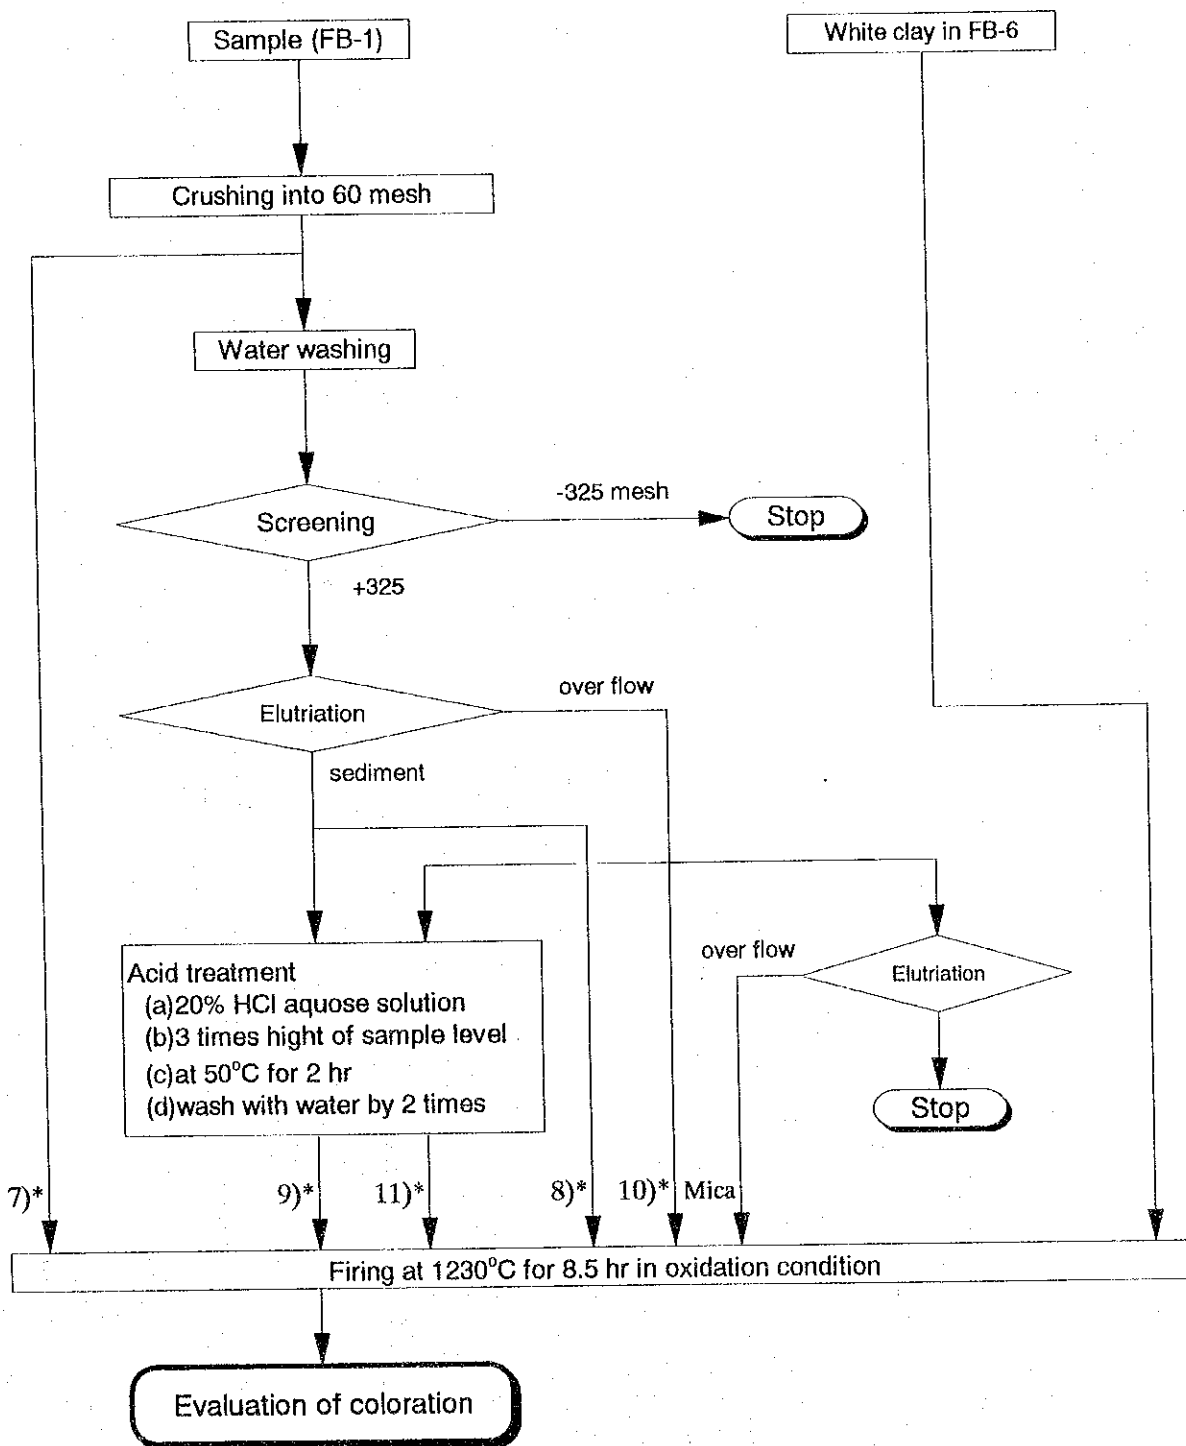 Sample (FB-1)
White clay in FB-6
Crushing into 60 mesh
Water washing
-325 mesh
Screening
Stop
+325
over flow
Elutriation
sediment
over flow
Elutriation
Acid treatment
(a)20% HCl aquose solution
(b)3 times hight of sample level
(c)at 50°C for 2 hr
(d)wash with water by 2 times
Stop
7)*
9)*
11)*
8)*
10)*
Mica
Firing at 1230°C for 8.5 hr in oxidation condition
Evaluation of coloration